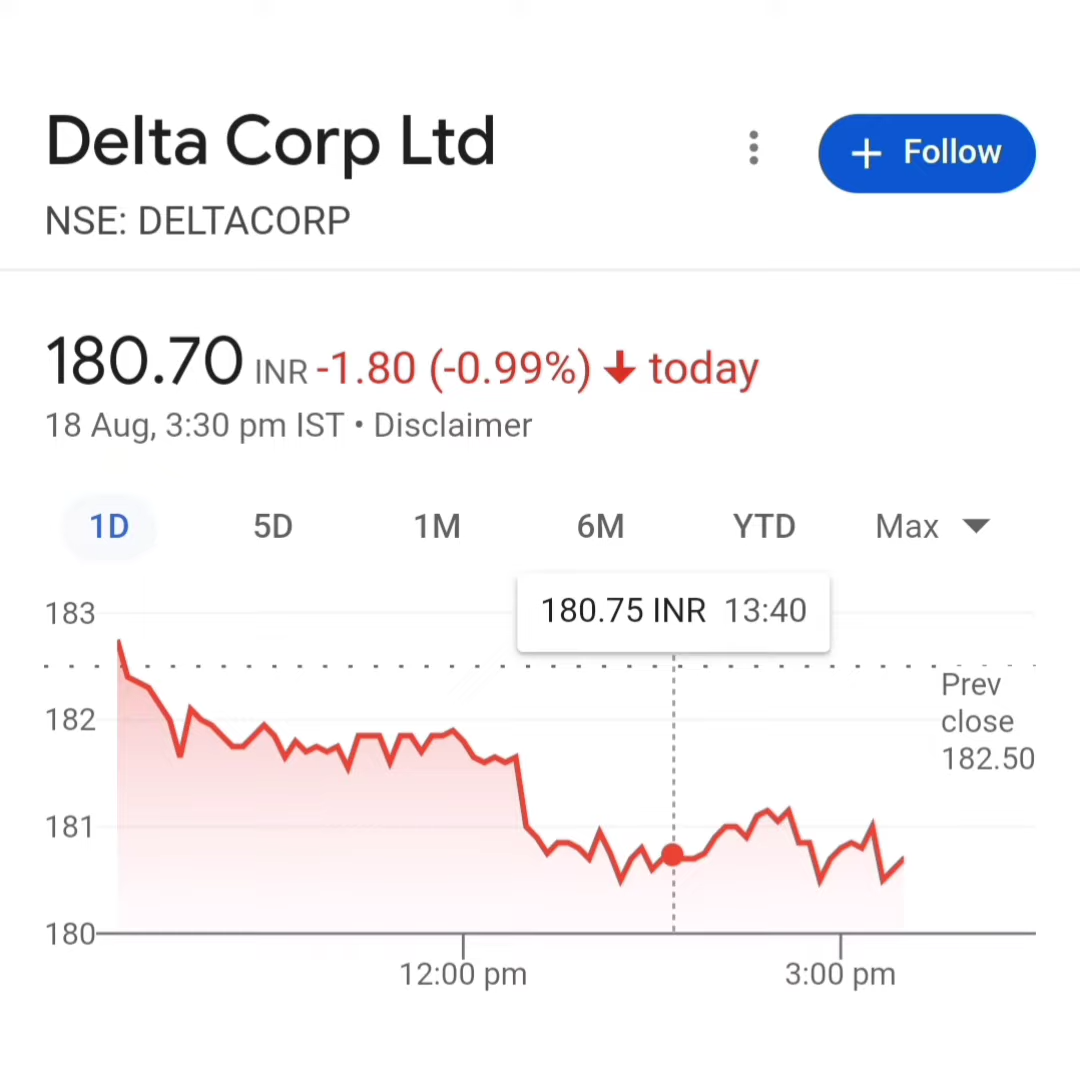 Delta Corp Ltd
+ Follow
NSE: DELTACORP
180.70 INR -1.80 (-0.99%) ↓ today
18 Aug, 3:30 pm IST • Disclaimer
1D 5D 1M 6M YTD Max
180.75 INR 13:40
183
182
181
180
Prev
close
182.50
12:00 pm 3:00 pm